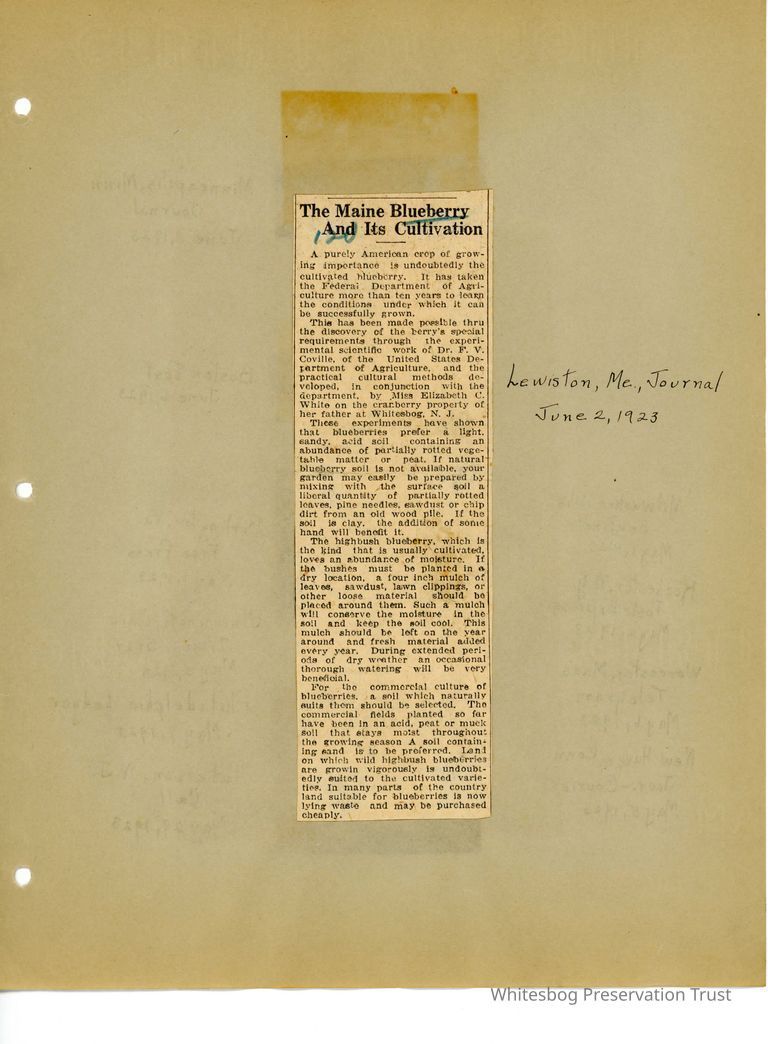 The Maine Blueberry
And Its Cultivation
120
A purely American crop of grow-
ing importance is undoubtedly the
cultivated blueberry. It has taken
the Federal Department of Agri-
culture more than ten years to learn
the conditions under which it can
be successfully grown.
This has been made possible thru
the discovery of the berry's special
requirements through the experi-
mental scientific work of Dr. F. V.
Coville, of the United States De-
partment of Agriculture, and the
practical cultural methods de-
veloped, in conjunction with the
department, by Miss Elizabeth C.
White on the cranberry property of
her father at Whitesbog, N. J.
These experiments have shown
that blueberries prefer a light,
sandy, acid soil containing an
abundance of partially rotted vege-
table matter or peat. If natural
blueberry soil is not available, your
garden may easily be prepared by
mixing with the surface soil a
liberal quantity of partially rotted
leaves, pine needles, sawdust or chip
dirt from an old wood pile. If the
soil is clay, the addition of some
hand will benefit it.
The highbush blueberry, which is
the kind that is usually cultivated,
loves an abundance of moisture. If
the bushes must be planted in a
dry location, a four inch mulch of
leaves, sawdust, lawn clippings, or
other loose material should be
placed around them. Such a mulch
will conserve the moisture in the
soil and keep the soil cool. This
mulch should be left on the year
around and fresh material added
every year. During extended peri-
ods of dry weather an occasional
thorough watering will be very
beneficial.
For the commercial culture of
blueberries, a soil which naturally
suits them should be selected. The
commercial fields planted so far
have been in an acid, peat or muck
soil that stays moist throughout
the growing season A soil contain-
ing sand is to be preferred. Land
on which wild highbush blueberries
are growin vigorously is undoubt-
edly suited to the cultivated varie-
ties. In many parts of the country
land suitable for blueberries is now
lying waste and may be purchased
cheaply.
Lewiston, Me., Journal
June 2, 1923
Whitesbog Preservation Trust